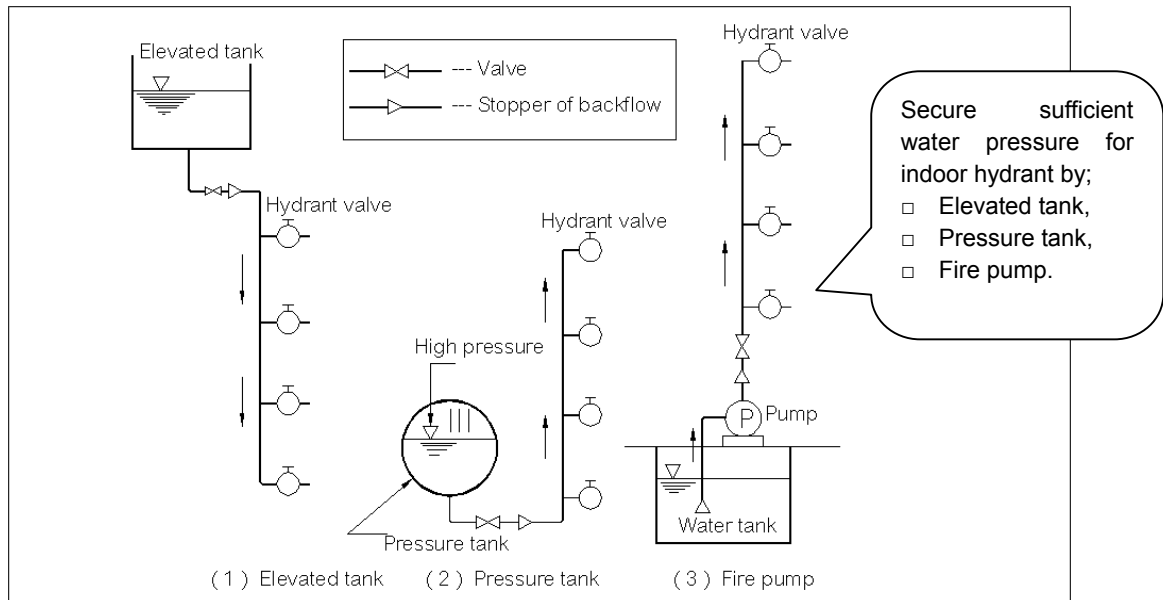 Elevated tank
--- Valve
--- Stopper of backflow
Hydrant valve
Hydrant valve
High pressure
Pressure tank
Hydrant valve
P
Pump
Water tank
Secure sufficient
water pressure for
indoor hydrant by;
□ Elevated tank,
□ Pressure tank,
□ Fire pump.
( 1 ) Elevated tank
( 2 ) Pressure tank
( 3 ) Fire pump